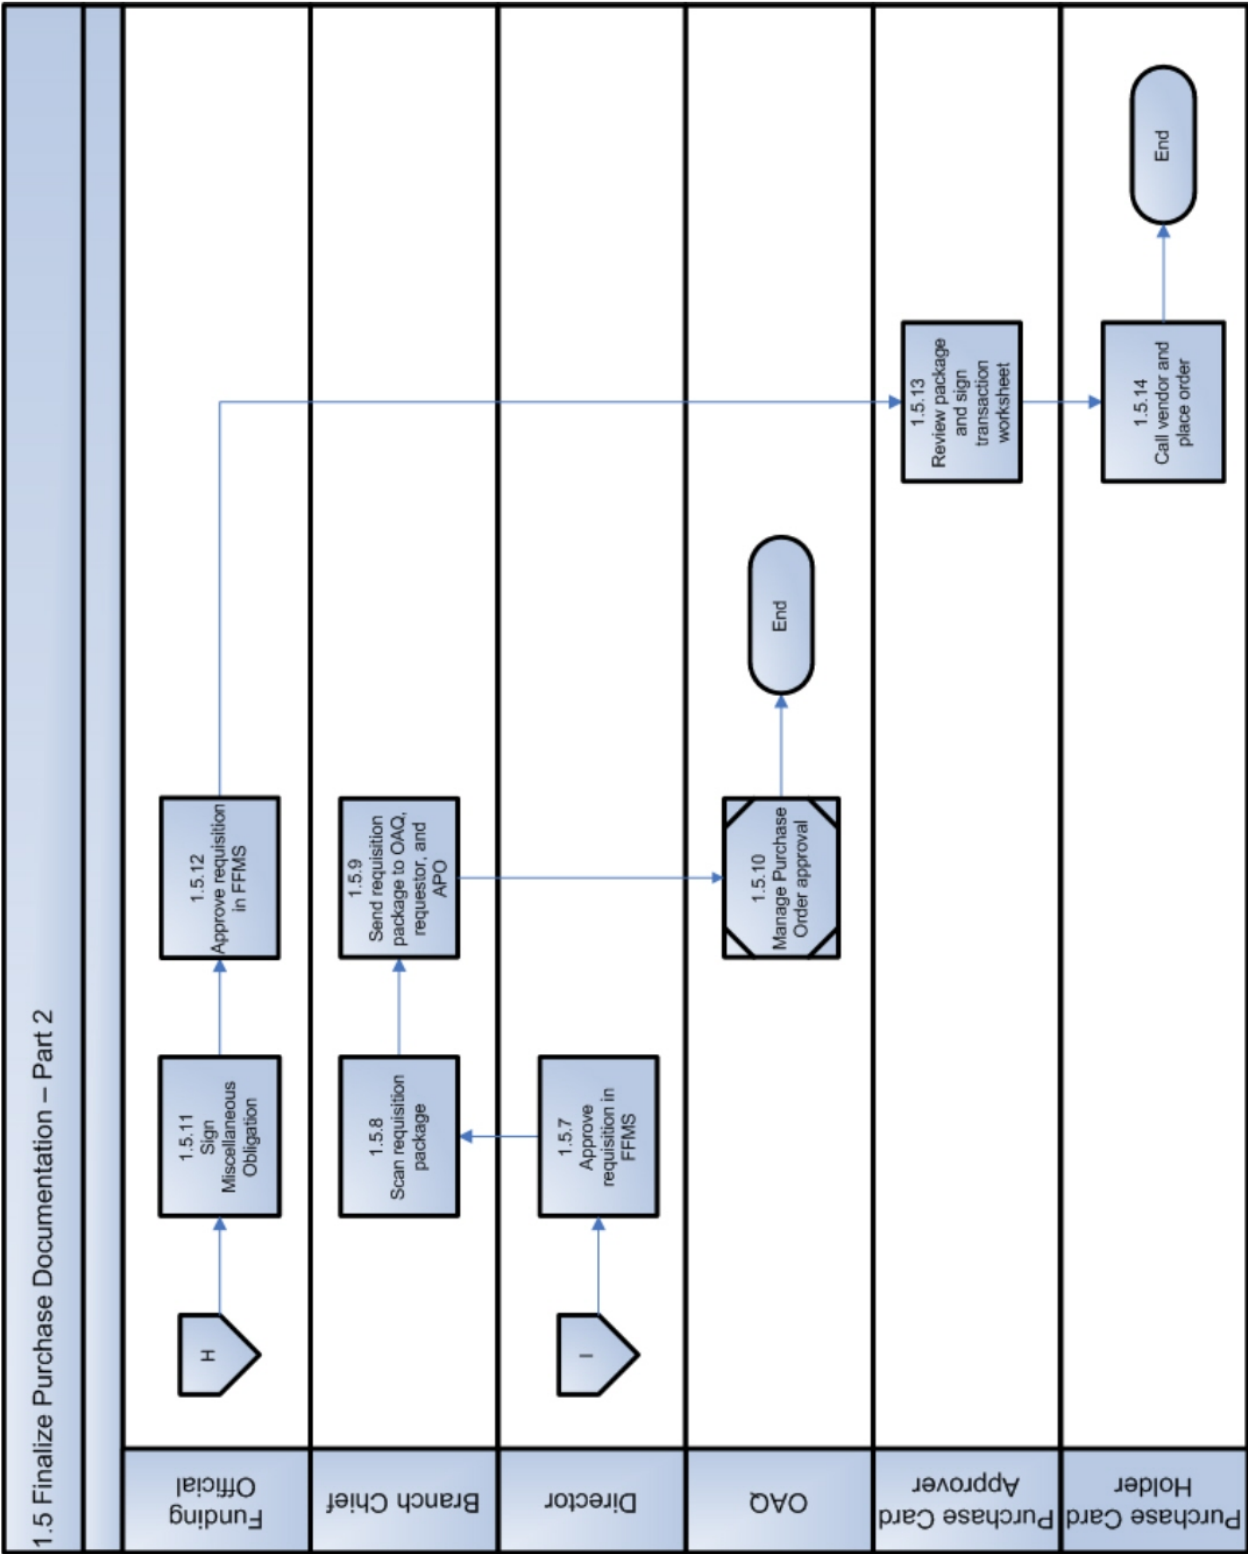 1.5 Finalize Purchase Documentation – Part 2
Funding
Official
H
1.5.11
Sign
Miscellaneous
Obligation
1.5.12
Approve requisition
in FFMS
Branch Chief
1.5.8
Scan requisition
package
1.5.9
Send requisition
package to OAQ,
requestor, and
APO
Director
I
1.5.7
Approve
requisition in
FFMS
OAQ
1.5.10
Manage Purchase
Order approval
End
Purchase Card
Approver
1.5.13
Review package
and sign
transaction
worksheet
Purchase Card
Holder
1.5.14
Call vendor and
place order
End